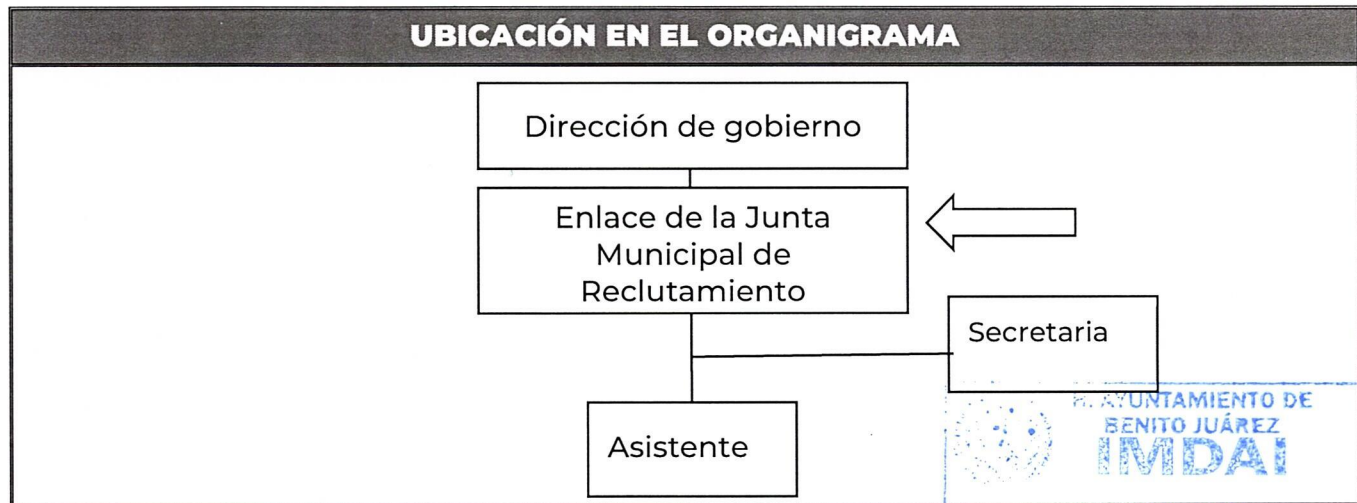 UBICACIÓN EN EL ORGANIGRAMA
Dirección de gobierno
Enlace de la Junta
Municipal de
Reclutamiento
Secretaria
Asistente
H. AYUNTAMIENTO DE
BENITO JUÁREZ
IMDAI